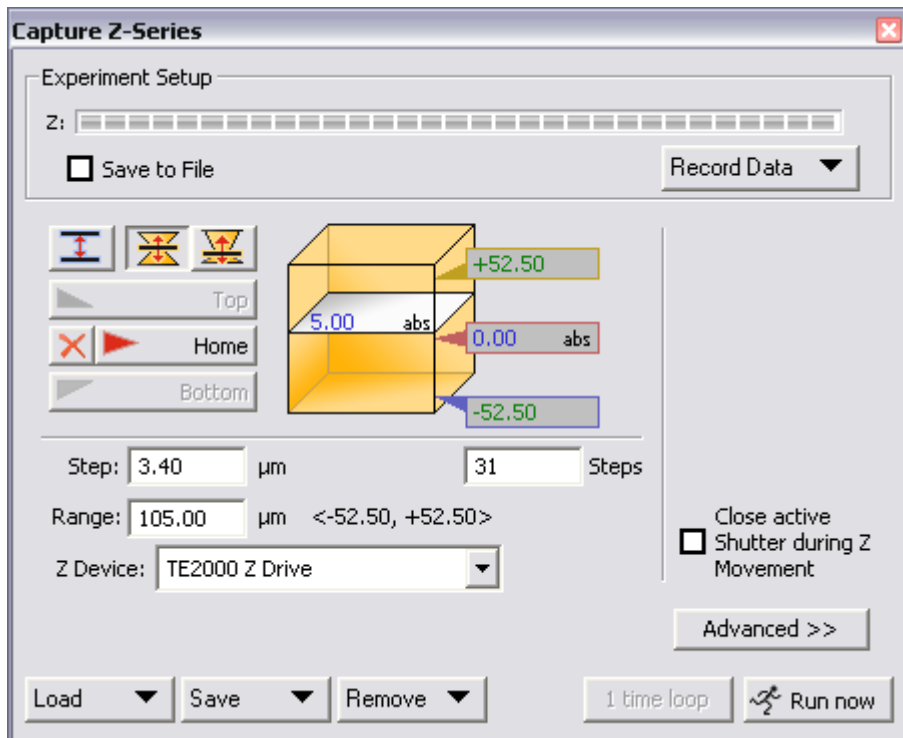 Capture Z-Series
Experiment Setup
Z:
Save to File
Record Data
+52.50
Top
5.00 abs
0.00 abs
Home
Bottom
-52.50
Step: 3.40 µm 31 Steps
Range: 105.00 µm <-52.50, +52.50>
Close active
Shutter during Z
Movement
Z Device: TE2000 Z Drive
Advanced >>
Load Save Remove 1 time loop Run now